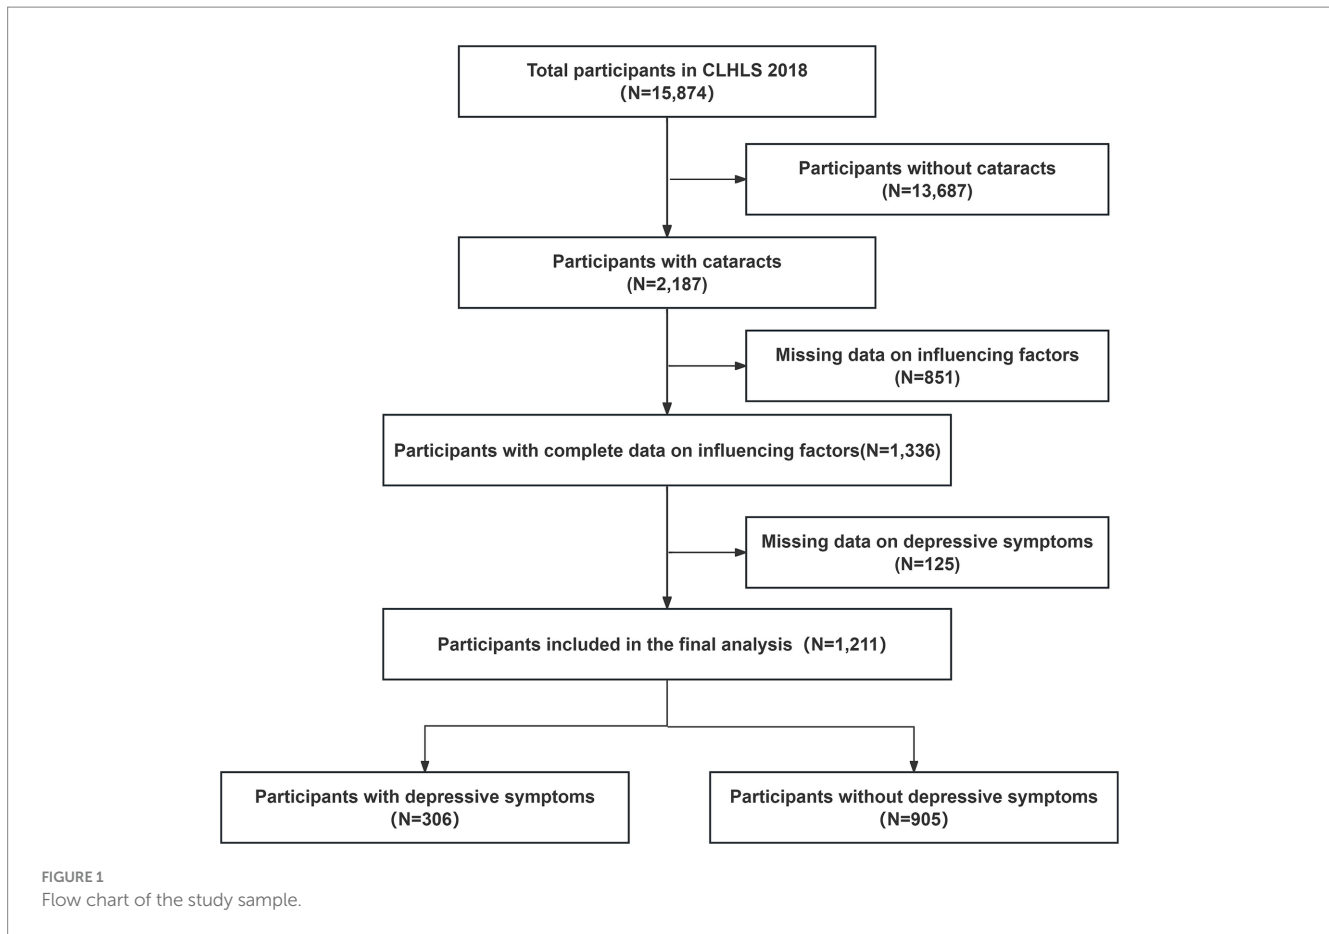 Total participants in CLHLS 2018
(N=15,874)
Participants without cataracts
(N=13,687)
Participants with cataracts
(N=2,187)
Missing data on influencing factors
(N=851)
Participants with complete data on influencing factors(N=1,336)
Missing data on depressive symptoms
(N=125)
Participants included in the final analysis（N=1,211）
Participants with depressive symptoms
(N=306)
Participants without depressive symptoms
(N=905)
FIGURE 1
Flow chart of the study sample.